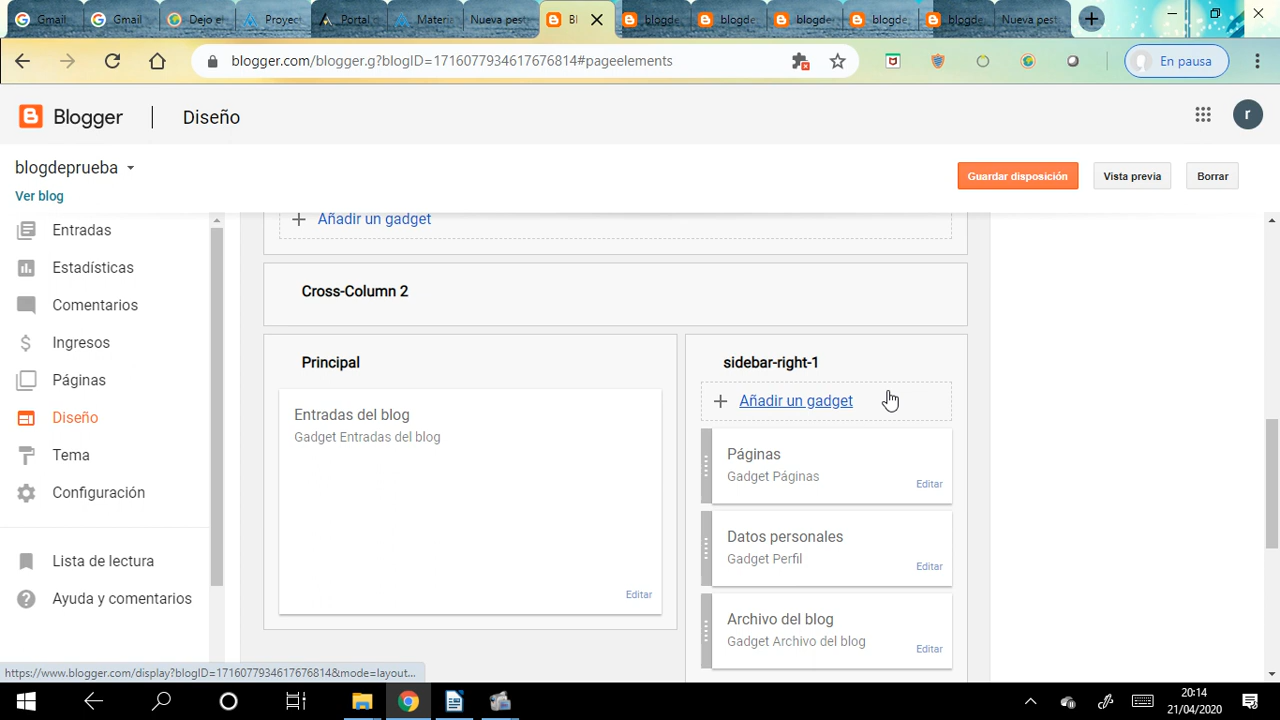 Gmail
Gmail
Dejo el
Proyec
Portal
Materia
Nueva pest
Bl
blogde
blogde
blogde
blogde
blogde
Nueva pest
blogger.com/blogger.g?blogID=1716077934617676814#pageelements
En pausa
Blogger
Diseño
r
blogdeprueba
Ver blog
Guardar disposición
Vista previa
Borrar
Entradas
Estadísticas
Comentarios
Ingresos
Páginas
Diseño
Tema
Configuración
Lista de lectura
Ayuda y comentarios
+ Añadir un gadget
Cross-Column 2
Principal
Entradas del blog
Gadget Entradas del blog
Editar
sidebar-right-1
+ Añadir un gadget
Páginas
Gadget Páginas
Editar
Datos personales
Gadget Perfil
Editar
Archivo del blog
Gadget Archivo del blog
Editar
https://www.blogger.com/display?blogID=1716077934617676814&mode=layout...
20:14
21/04/2020